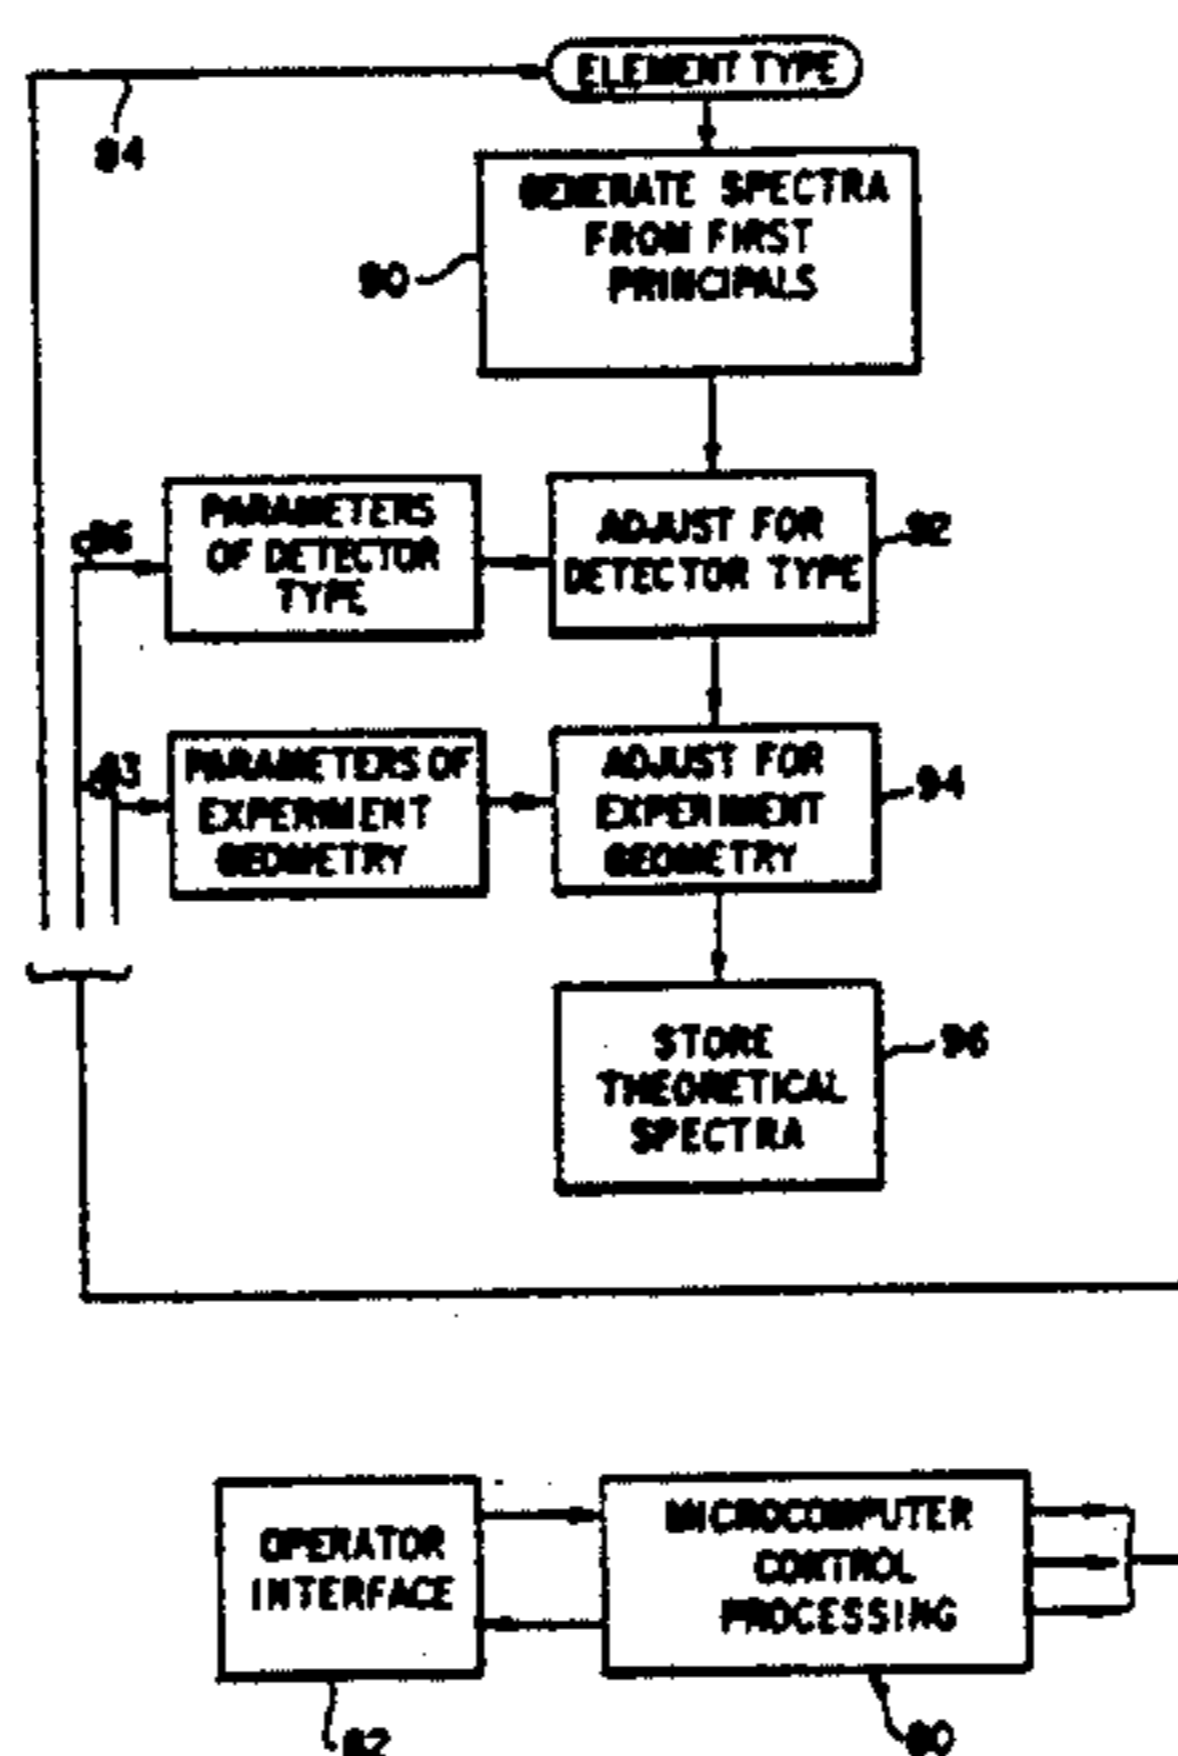 ELEMENT TYPE
84
GENERATE SPECTRA
FROM FIRST
PRINCIPALS
90
86
PARAMETERS
OF DETECTOR
TYPE
ADJUST FOR
DETECTOR TYPE
92
83
PARAMETERS OF
EXPERIMENT
GEOMETRY
ADJUST FOR
EXPERIMENT
GEOMETRY
94
STORE
THEORETICAL
SPECTRA
96
OPERATOR
INTERFACE
MICROCOMPUTER
CONTROL
PROCESSING
82
80